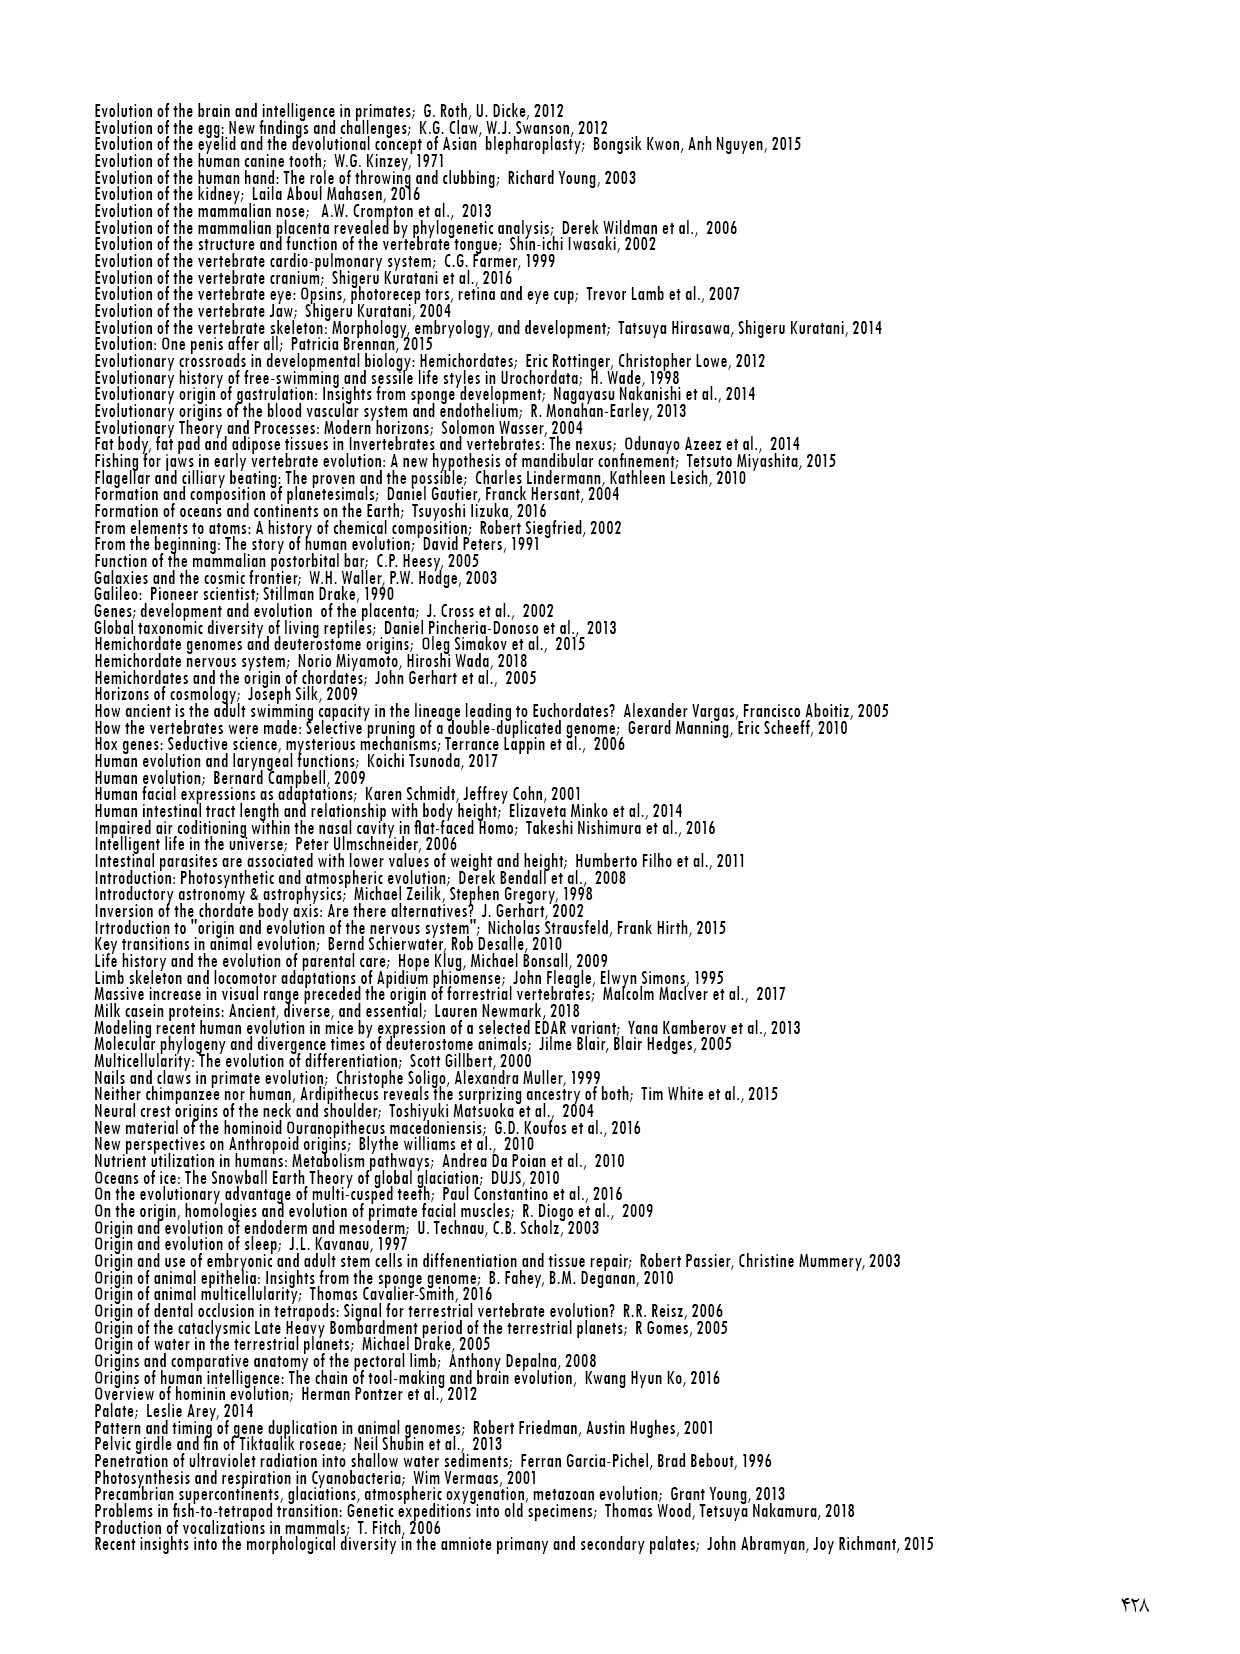 Evolution of the brain and intelligence in primates;  G. Roth, U. Dicke, 2012
Evolution of the egg: New findings and challenges;  K.G. Claw, W.J. Swanson, 2012
Evolution of the eyelid and the devolutional concept of Asian  blepharoplasty;  Bongsik Kwon, Anh Nguyen, 2015
Evolution of the human canine tooth;  W.G. Kinzey, 1971
Evolution of the human hand: The role of throwing and clubbing;  Richard Young, 2003
Evolution of the kidney;  Laila Aboul Mahasen, 2016
Evolution of the mammalian nose;   A.W. Crompton et al.,  2013
Evolution of the mammalian placenta revealed by phylogenetic analysis;  Derek Wildman et al.,  2006
Evolution of the structure and function of the vertebrate tongue;  Shin-ichi Iwasaki, 2002
Evolution of the vertebrate cardio-pulmonary system;  C.G. Farmer, 1999
Evolution of the vertebrate cranium;  Shigeru Kuratani et al., 2016
Evolution of the vertebrate eye: Opsins, photorecep tors, retina and eye cup;  Trevor Lamb et al., 2007
Evolution of the vertebrate Jaw;  Shigeru Kuratani, 2004
Evolution of the vertebrate skeleton: Morphology, embryology, and development;  Tatsuya Hirasawa, Shigeru Kuratani, 2014
Evolution: One penis affer all;  Patricia Brennan, 2015
Evolutionary crossroads in developmental biology: Hemichordates;  Eric Rottinger, Christopher Lowe, 2012
Evolutionary history of free-swimming and sessile life styles in Urochordata;  H. Wade, 1998
Evolutionary origin of gastrulation: Insights from sponge development;  Nagayasu Nakanishi et al., 2014
Evolutionary origins of the blood vascular system and endothelium;  R. Monahan-Earley, 2013
Evolutionary Theory and Processes: Modern horizons;  Solomon Wasser, 2004
Fat body, fat pad and adipose tissues in Invertebrates and vertebrates: The nexus;  Odunayo Azeez et al.,  2014
Fishing for jaws in early vertebrate evolution: A new hypothesis of mandibular confinement;  Tetsuto Miyashita, 2015
Flagellar and cilliary beating: The proven and the possible;  Charles Lindermann, Kathleen Lesich, 2010
Formation and composition of planetesimals;  Daniel Gautier, Franck Hersant, 2004
Formation of oceans and continents on the Earth;  Tsuyoshi Iizuka, 2016
From elements to atoms: A history of chemical composition;  Robert Siegfried, 2002
From the beginning: The story of human evolution;  David Peters, 1991
Function of the mammalian postorbital bar;  C.P. Heesy, 2005
Galaxies and the cosmic frontier;  W.H. Waller, P.W. Hodge, 2003
Galileo:  Pioneer scientist; Stillman Drake, 1990
Genes; development and evolution  of the placenta;  J. Cross et al.,  2002
Global taxonomic diversity of living reptiles;  Daniel Pincheria-Donoso et al.,  2013
Hemichordate genomes and deuterostome origins;  Oleg Simakov et al.,  2015
Hemichordate nervous system;  Norio Miyamoto, Hiroshi Wada, 2018
Hemichordates and the origin of chordates;  John Gerhart et al.,  2005
Horizons of cosmology;  Joseph Silk, 2009
How ancient is the adult swimming capacity in the lineage leading to Euchordates?  Alexander Vargas, Francisco Aboitiz, 2005
How the vertebrates were made: Selective pruning of a double-duplicated genome;  Gerard Manning, Eric Scheeff, 2010
Hox genes: Seductive science, mysterious mechanisms; Terrance Lappin et al.,  2006
Human evolution and laryngeal functions;  Koichi Tsunoda, 2017
Human evolution;  Bernard Campbell, 2009
Human facial expressions as adaptations;  Karen Schmidt, Jeffrey Cohn, 2001
Human intestinal tract length and relationship with body height;  Elizaveta Minko et al., 2014
Impaired air coditioning within the nasal cavity in flat-faced Homo;  Takeshi Nishimura et al., 2016
Intelligent life in the universe;  Peter Ulmschneider, 2006
Intestinal parasites are associated with lower values of weight and height;  Humberto Filho et al., 2011
Introduction: Photosynthetic and atmospheric evolution;  Derek Bendall et al.,  2008
Introductory astronomy & astrophysics;  Michael Zeilik, Stephen Gregory, 1998
Inversion of the chordate body axis: Are there alternatives?  J. Gerhart, 2002
Irtroduction to "origin and evolution of the nervous system";  Nicholas Strausfeld, Frank Hirth, 2015
Key transitions in animal evolution;  Bernd Schierwater, Rob Desalle, 2010
Life history and the evolution of parental care;  Hope Klug, Michael Bonsall, 2009
Limb skeleton and locomotor adaptations of Apidium phiomense;  John Fleagle, Elwyn Simons, 1995
Massive increase in visual range preceded the origin of forrestrial vertebrates;  Malcolm MacIver et al.,  2017
Milk casein proteins: Ancient, diverse, and essential;  Lauren Newmark, 2018
Modeling recent human evolution in mice by expression of a selected EDAR variant;  Yana Kamberov et al., 2013
Molecular phylogeny and divergence times of deuterostome animals;  Jilme Blair, Blair Hedges, 2005
Multicellularity: The evolution of differentiation;  Scott Gillbert, 2000
Nails and claws in primate evolution;  Christophe Soligo, Alexandra Muller, 1999
Neither chimpanzee nor human, Ardipithecus reveals the surprizing ancestry of both;  Tim White et al., 2015
Neural crest origins of the neck and shoulder;  Toshiyuki Matsuoka et al.,  2004
New material of the hominoid Ouranopithecus macedoniensis;  G.D. Koufos et al., 2016
New perspectives on Anthropoid origins;  Blythe williams et al.,  2010
Nutrient utilization in humans: Metabolism pathways;  Andrea Da Poian et al.,  2010
Oceans of ice: The Snowball Earth Theory of global glaciation;  DUJS, 2010
On the evolutionary advantage of multi-cusped teeth;  Paul Constantino et al., 2016
On the origin, homologies and evolution of primate facial muscles;  R. Diogo et al.,  2009
Origin and evolution of endoderm and mesoderm;  U. Technau, C.B. Scholz, 2003
Origin and evolution of sleep;  J.L. Kavanau, 1997
Origin and use of embryonic and adult stem cells in diffenentiation and tissue repair;  Robert Passier, Christine Mummery, 2003
Origin of animal epithelia: Insights from the sponge genome;  B. Fahey, B.M. Deganan, 2010
Origin of animal multicellularity;  Thomas Cavalier-Smith, 2016
Origin of dental occlusion in tetrapods: Signal for terrestrial vertebrate evolution?  R.R. Reisz, 2006
Origin of the cataclysmic Late Heavy Bombardment period of the terrestrial planets;  R Gomes, 2005
Origin of water in the terrestrial planets;  Michael Drake, 2005
Origins and comparative anatomy of the pectoral limb;  Anthony Depalna, 2008
Origins of human intelligence: The chain of tool-making and brain evolution,  Kwang Hyun Ko, 2016
Overview of hominin evolution;  Herman Pontzer et al., 2012
Palate;  Leslie Arey, 2014
Pattern and timing of gene duplication in animal genomes;  Robert Friedman, Austin Hughes, 2001
Pelvic girdle and fin of Tiktaalik roseae;  Neil Shubin et al.,  2013
Penetration of ultraviolet radiation into shallow water sediments;  Ferran Garcia-Pichel, Brad Bebout, 1996
Photosynthesis and respiration in Cyanobacteria;  Wim Vermaas, 2001
Precambrian supercontinents, glaciations, atmospheric oxygenation, metazoan evolution;  Grant Young, 2013
Problems in fish-to-tetrapod transition: Genetic expeditions into old specimens;  Thomas Wood, Tetsuya Nakamura, 2018
Production of vocalizations in mammals;  T. Fitch, 2006
Recent insights into the morphological diversity in the amniote primany and secondary palates;  John Abramyan, Joy Richmant, 2015
۴۲۸